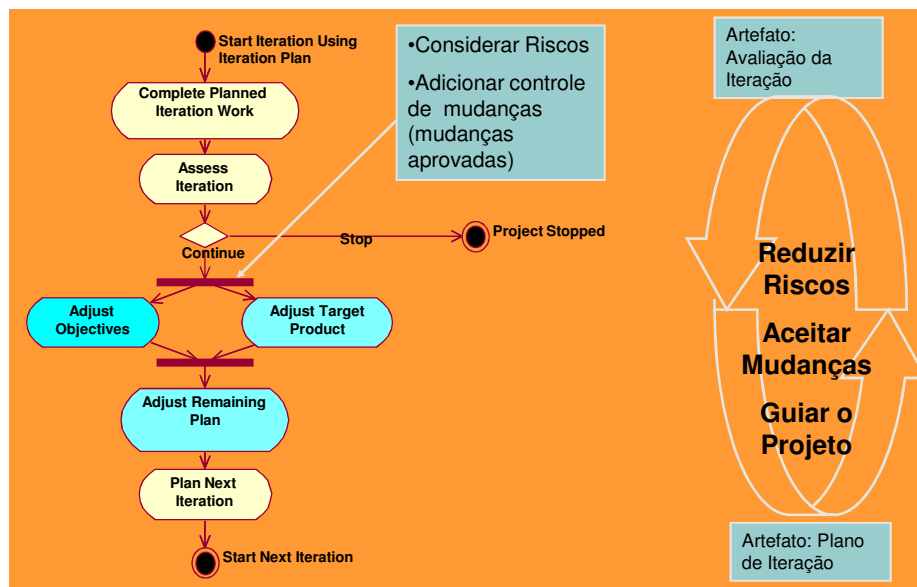 Start Iteration Using
Iteration Plan
Complete Planned
Iteration Work
Assess
Iteration
Continue
Stop
Project Stopped
Adjust
Objectives
Adjust Target
Product
Adjust Remaining
Plan
Plan Next
Iteration
Start Next Iteration
•Considerar Riscos
•Adicionar controle
de mudanças
(mudanças
aprovadas)
Artefato:
Avaliação da
Iteração
Reduzir
Riscos
Aceitar
Mudanças
Guiar o
Projeto
Artefato: Plano
de Iteração